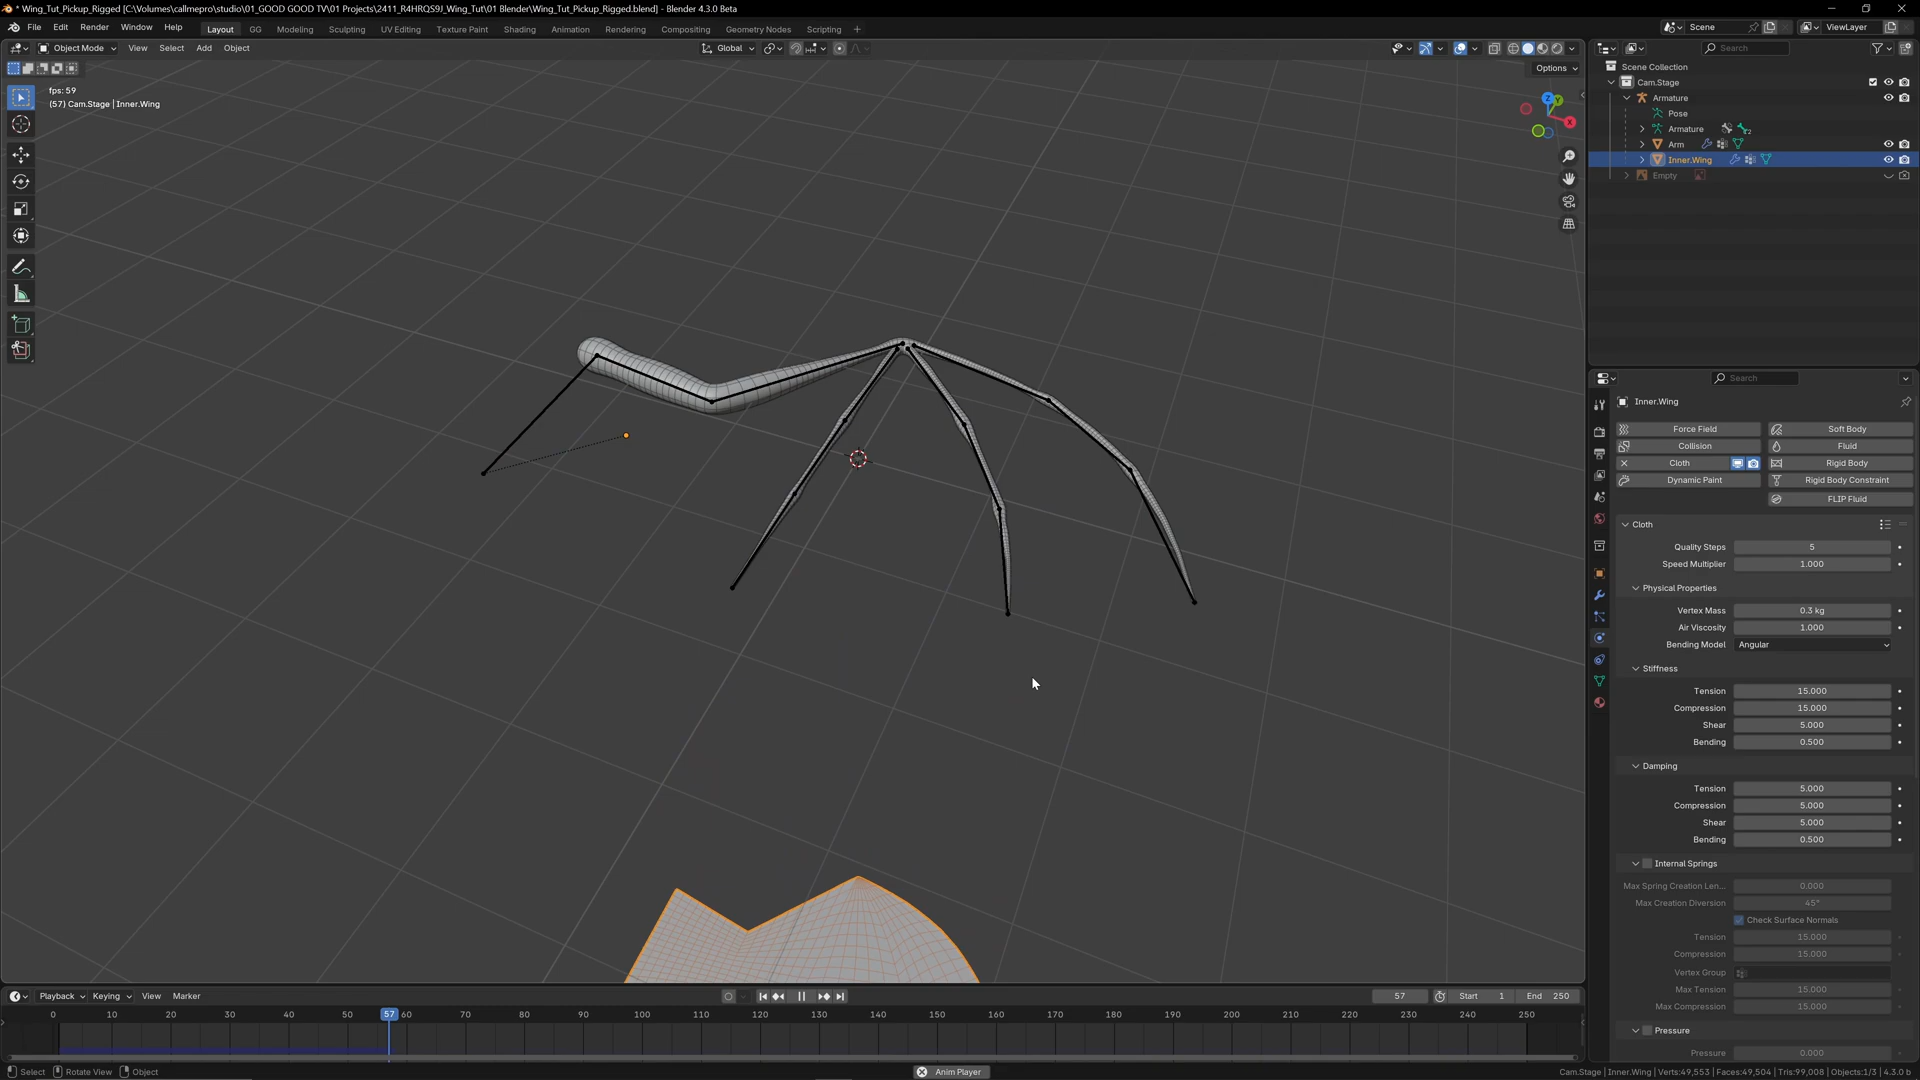 * Wing_Tut_Pickup_Rigged [C:\Volumes\callmepro\studio\01_GOOD GOOD TV\01 Projects\2411_R4HRQS9J_Wing_Tut\01 Blender\Wing_Tut_Pickup_Rigged.blend] - Blender 4.3.0 Beta
File Edit Render Window Help Layout GG Modeling Sculpting UV Editing Texture Paint Shading Animation Rendering Compositing Geometry Nodes Scripting + Scene ViewLayer
Object Mode View Select Add Object Global Search
Options
fps: 59
(57) Cam.Stage | Inner.Wing
Z
Y
X
Scene Collection
Cam.Stage
Armature
Pose
Armature 2
Arm
Inner.Wing
Empty
Search
Inner.Wing
Force Field Soft Body
Collision Fluid
Cloth Rigid Body
Dynamic Paint Rigid Body Constraint
FLIP Fluid
Cloth
Quality Steps 5
Speed Multiplier 1.000
Physical Properties
Vertex Mass 0.3 kg
Air Viscosity 1.000
Bending Model Angular
Stiffness
Tension 15.000
Compression 15.000
Shear 5.000
Bending 0.500
Damping
Tension 5.000
Compression 5.000
Shear 5.000
Bending 0.500
Internal Springs
Max Spring Creation Len... 0.000
Max Creation Diversion 45°
Check Surface Normals
Tension 15.000
Compression 15.000
Vertex Group
Max Tension 15.000
Max Compression 15.000
Pressure
Pressure 0.000
Playback Keying View Marker 57 Start 1 End 250
0 10 20 30 40 50 57 60 70 80 90 100 110 120 130 140 150 160 170 180 190 200 210 220 230 240 250
Select Rotate View Object Anim Player Cam.Stage | Inner.Wing | Verts:49,553 | Faces:49,504 | Tris:99,008 | Objects:1/3 | 4.3.0 b